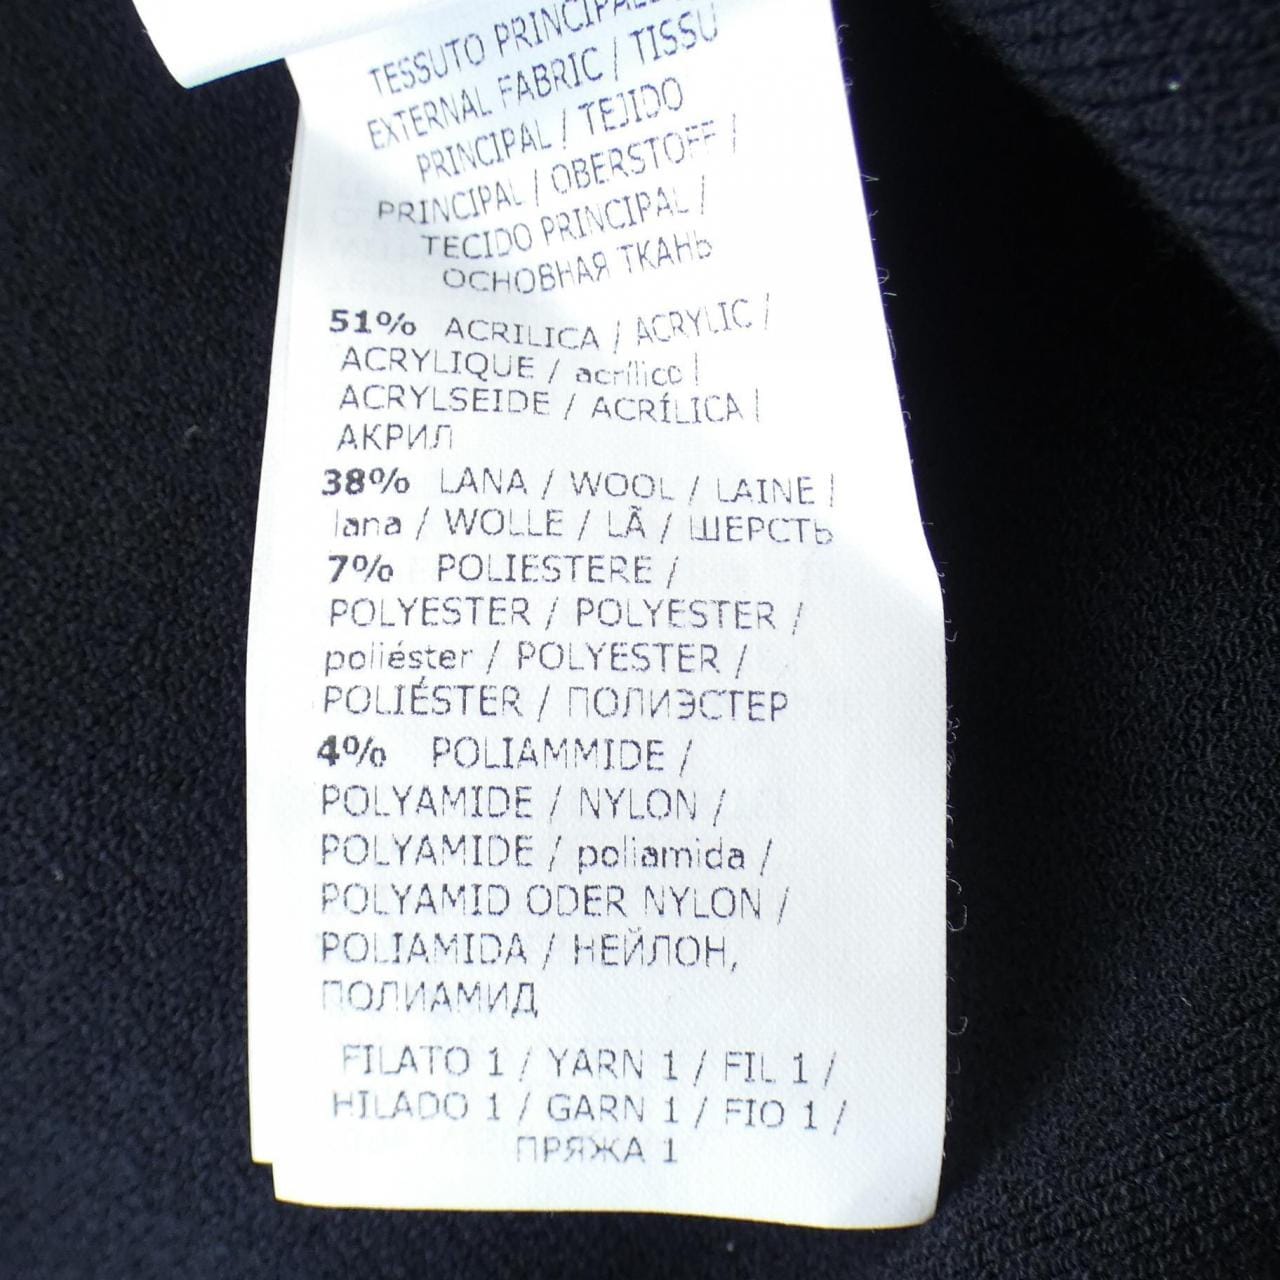 TESSUTO PRINCIPALE
EXTERNAL FABRIC / TISSU
PRINCIPAL / TEJIDO
PRINCIPAL / OBERSTOFF /
TECIDO PRINCIPAL /
ОСНОВНАЯ ТКАНЬ
51% ACRILICA / ACRYLIC /
ACRYLIQUE / acrílico /
ACRYLSEIDE / ACRÍLICA /
АКРИЛ
38% LANA / WOOL / LAINE /
lana / WOLLE / LÃ / ШЕРСТЬ
7% POLIESTERE /
POLYESTER / POLYESTER /
poliéster / POLYESTER /
POLIÉSTER / ПОЛИЭСТЕР
4% POLIAMMIDE /
POLYAMIDE / NYLON /
POLYAMIDE / poliamida /
POLYAMID ODER NYLON /
POLIAMIDA / НЕЙЛОН,
ПОЛИАМИД
FILATO 1 / YARN 1 / FIL 1 /
HILADO 1 / GARN 1 / FIO 1 /
ПРЯЖА 1